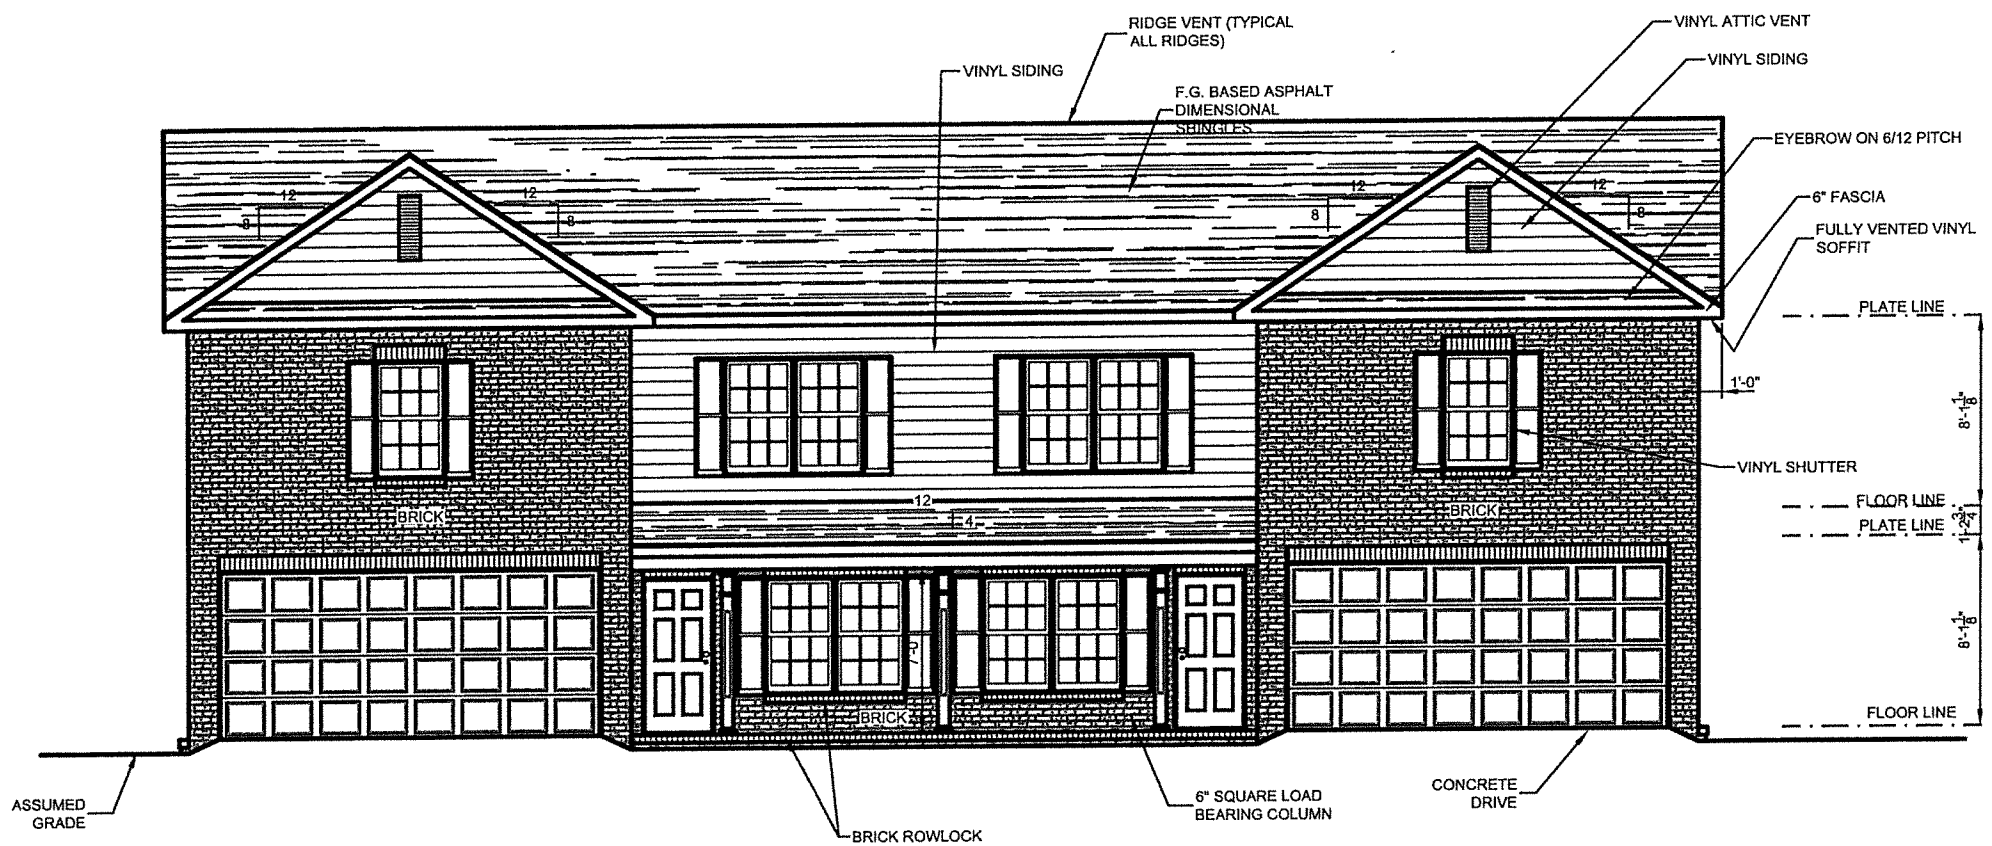 RIDGE VENT (TYPICAL
ALL RIDGES)
VINYL ATTIC VENT
VINYL SIDING
VINYL SIDING
F.G. BASED ASPHALT
DIMENSIONAL
SHINGLES
EYEBROW ON 6/12 PITCH
6" FASCIA
FULLY VENTED VINYL
SOFFIT
12
8
12
8
12
8
12
8
PLATE LINE
1'-0"
8'-1 1/8"
VINYL SHUTTER
FLOOR LINE
1'-2 3/4"
PLATE LINE
BRICK
BRICK
12
4
8'-1 1/8"
BRICK
FLOOR LINE
ASSUMED
GRADE
BRICK ROWLOCK
6" SQUARE LOAD
BEARING COLUMN
CONCRETE
DRIVE